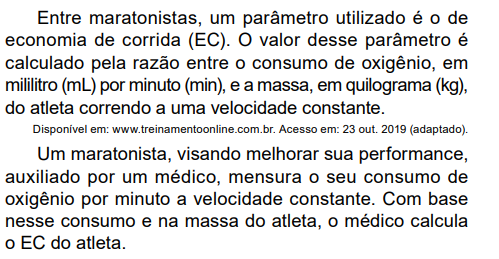 Entre maratonistas, um parâmetro utilizado é o de
economia de corrida (EC). O valor desse parâmetro é
calculado pela razão entre o consumo de oxigênio, em
mililitro (mL) por minuto (min), e a massa, em quilograma (kg),
do atleta correndo a uma velocidade constante.
Disponível em: www.treinamentoonline.com.br. Acesso em: 23 out. 2019 (adaptado).
Um maratonista, visando melhorar sua performance,
auxiliado por um médico, mensura o seu consumo de
oxigênio por minuto a velocidade constante. Com base
nesse consumo e na massa do atleta, o médico calcula
o EC do atleta.